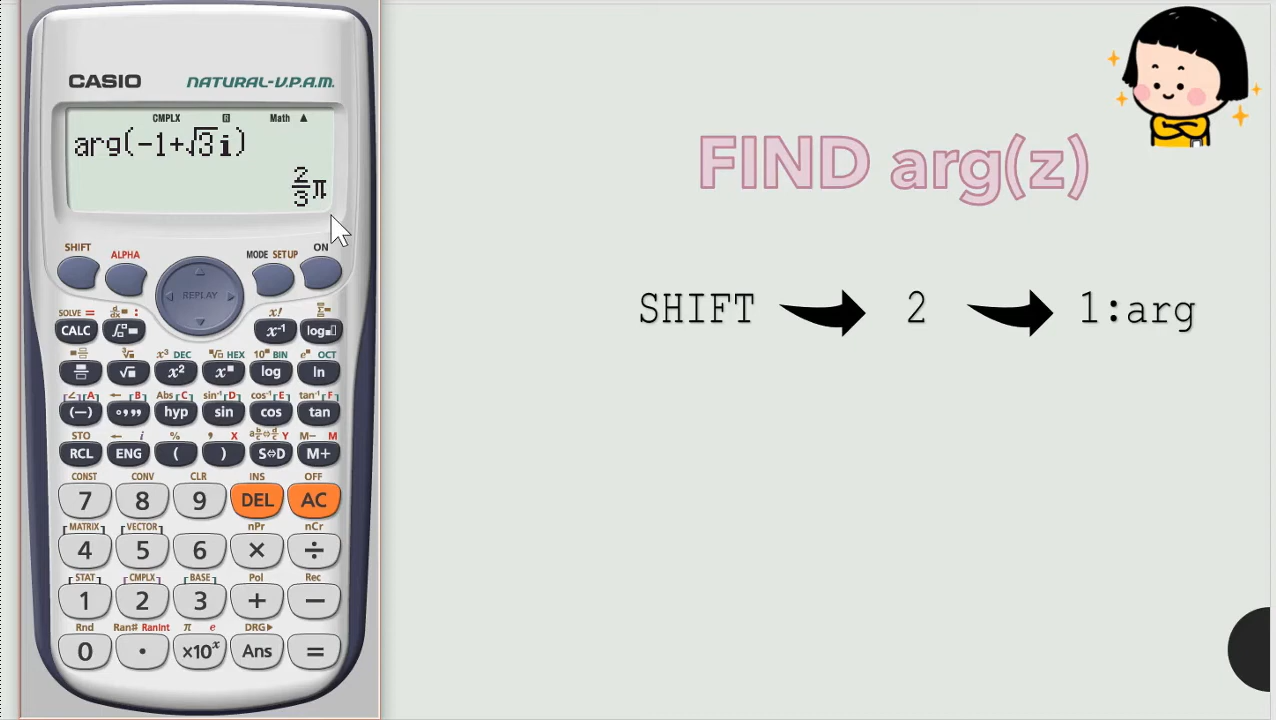 CASIO NATURAL-V.P.A.M.
CMPLX R Math ▲
arg(-1+√3i)
2/3π
SHIFT ALPHA MODE SETUP ON
REPLAY
SOLVE = d/dx : x! Σ=
CALC ∫□= x⁻¹ log□
³√ x³ DEC √ HEX 10 BIN e OCT
√ x² x log ln
∠ [A] ← [B] Abs [C] sin⁻¹ [D] cos⁻¹ [E] tan⁻¹ [F]
(−) °,,, hyp sin cos tan
STO ← i % , X a b/c⇔d/c Y M− M
RCL ENG ( ) S⇔D M+
CONST CONV CLR INS OFF
7 8 9 DEL AC
[MATRIX] [VECTOR] nPr nCr
4 5 6 × ÷
[STAT] [CMPLX] [BASE] Pol Rec
1 2 3 + −
Rnd Ran# RanInt π e DRG▶
0 . ×10ˣ Ans =
FIND arg(z)
SHIFT 2 1:arg